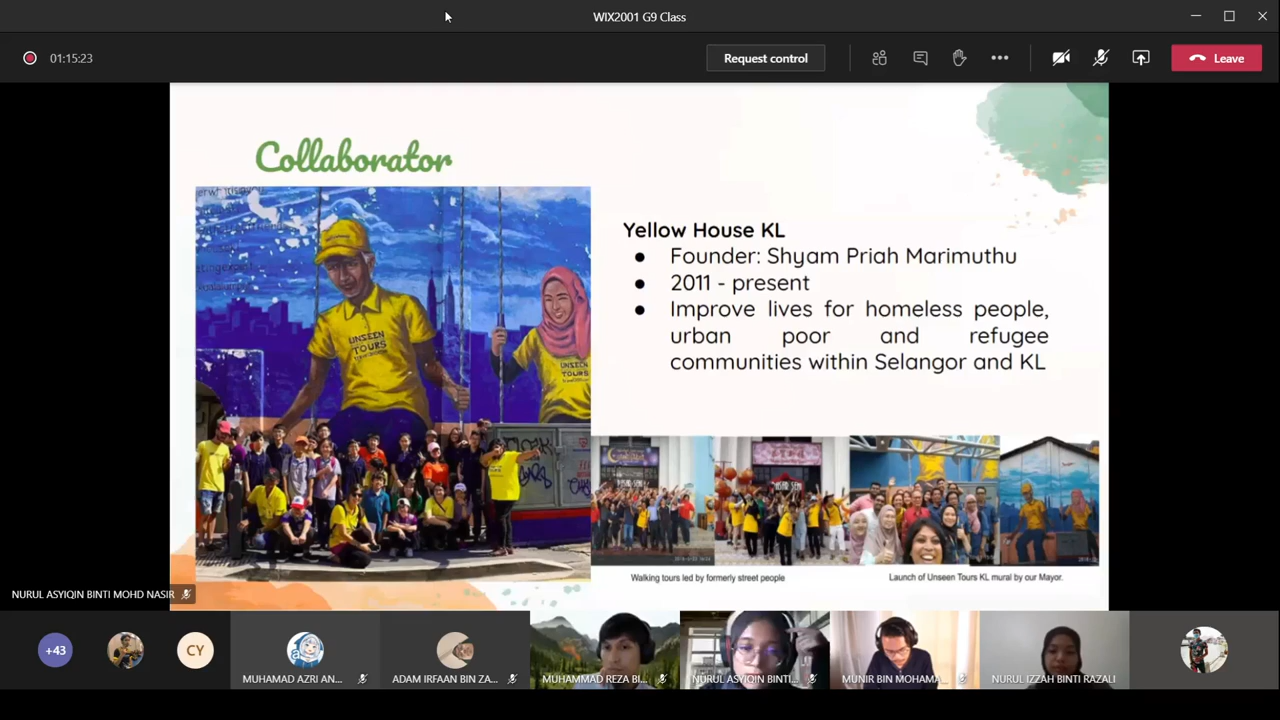 WIX2001 G9 Class
01:15:23
Request control
Leave
Collaborator
UNSEEN
TOURS
UNSEEN
TOURS
Yellow House KL
● Founder: Shyam Priah Marimuthu
● 2011 - present
● Improve lives for homeless people,
urban poor and refugee
communities within Selangor and KL
Walking tours led by formerly street people
Launch of Unseen Tours KL mural by our Mayor.
NURUL ASYIQIN BINTI MOHD NASIR
+43
CY
MUHAMAD AZRI AN...
ADAM IRFAAN BIN ZA...
MUHAMMAD REZA BI...
NURUL ASYIQIN BINTI...
MUNIR BIN MOHAMA...
NURUL IZZAH BINTI RAZALI